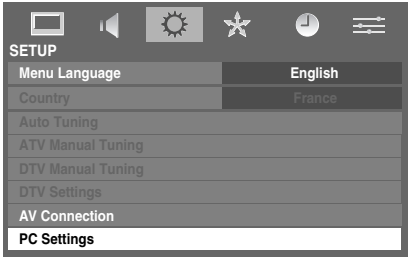 SETUP
Menu Language English
Country France
Auto Tuning
ATV Manual Tuning
DTV Manual Tuning
DTV Settings
AV Connection
PC Settings